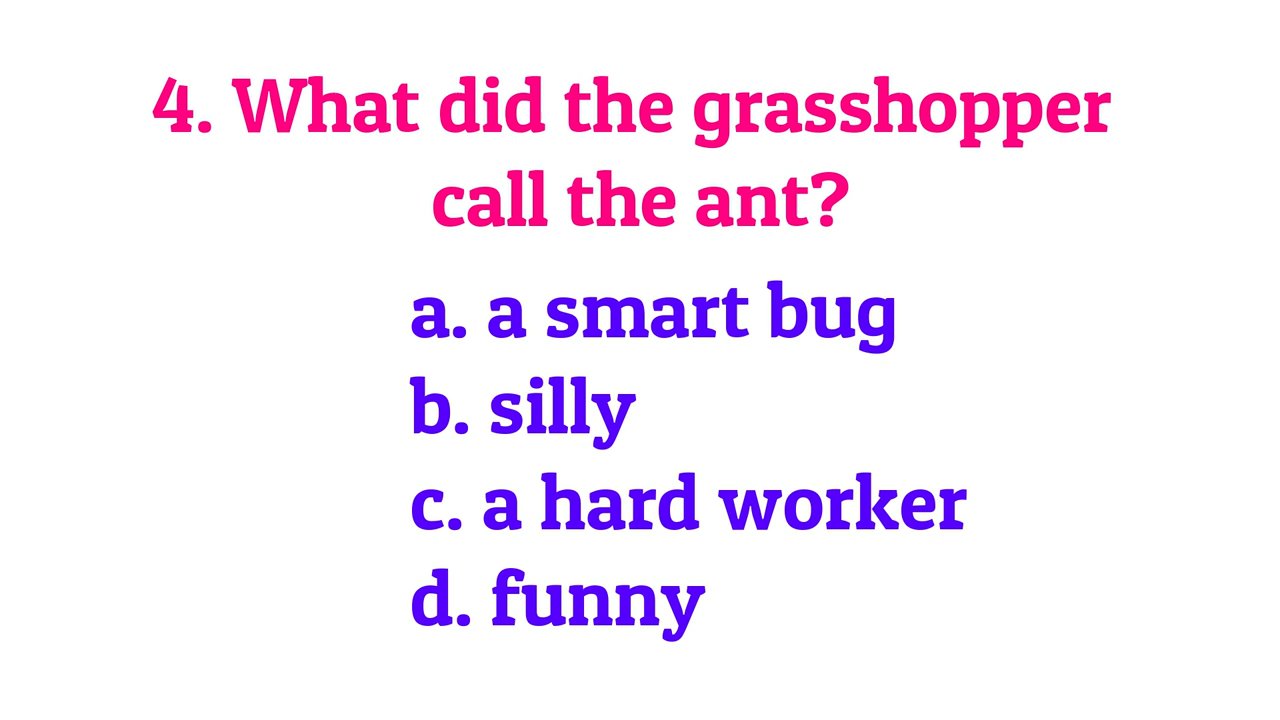 4. What did the grasshopper
call the ant?
a. a smart bug
b. silly
c. a hard worker
d. funny